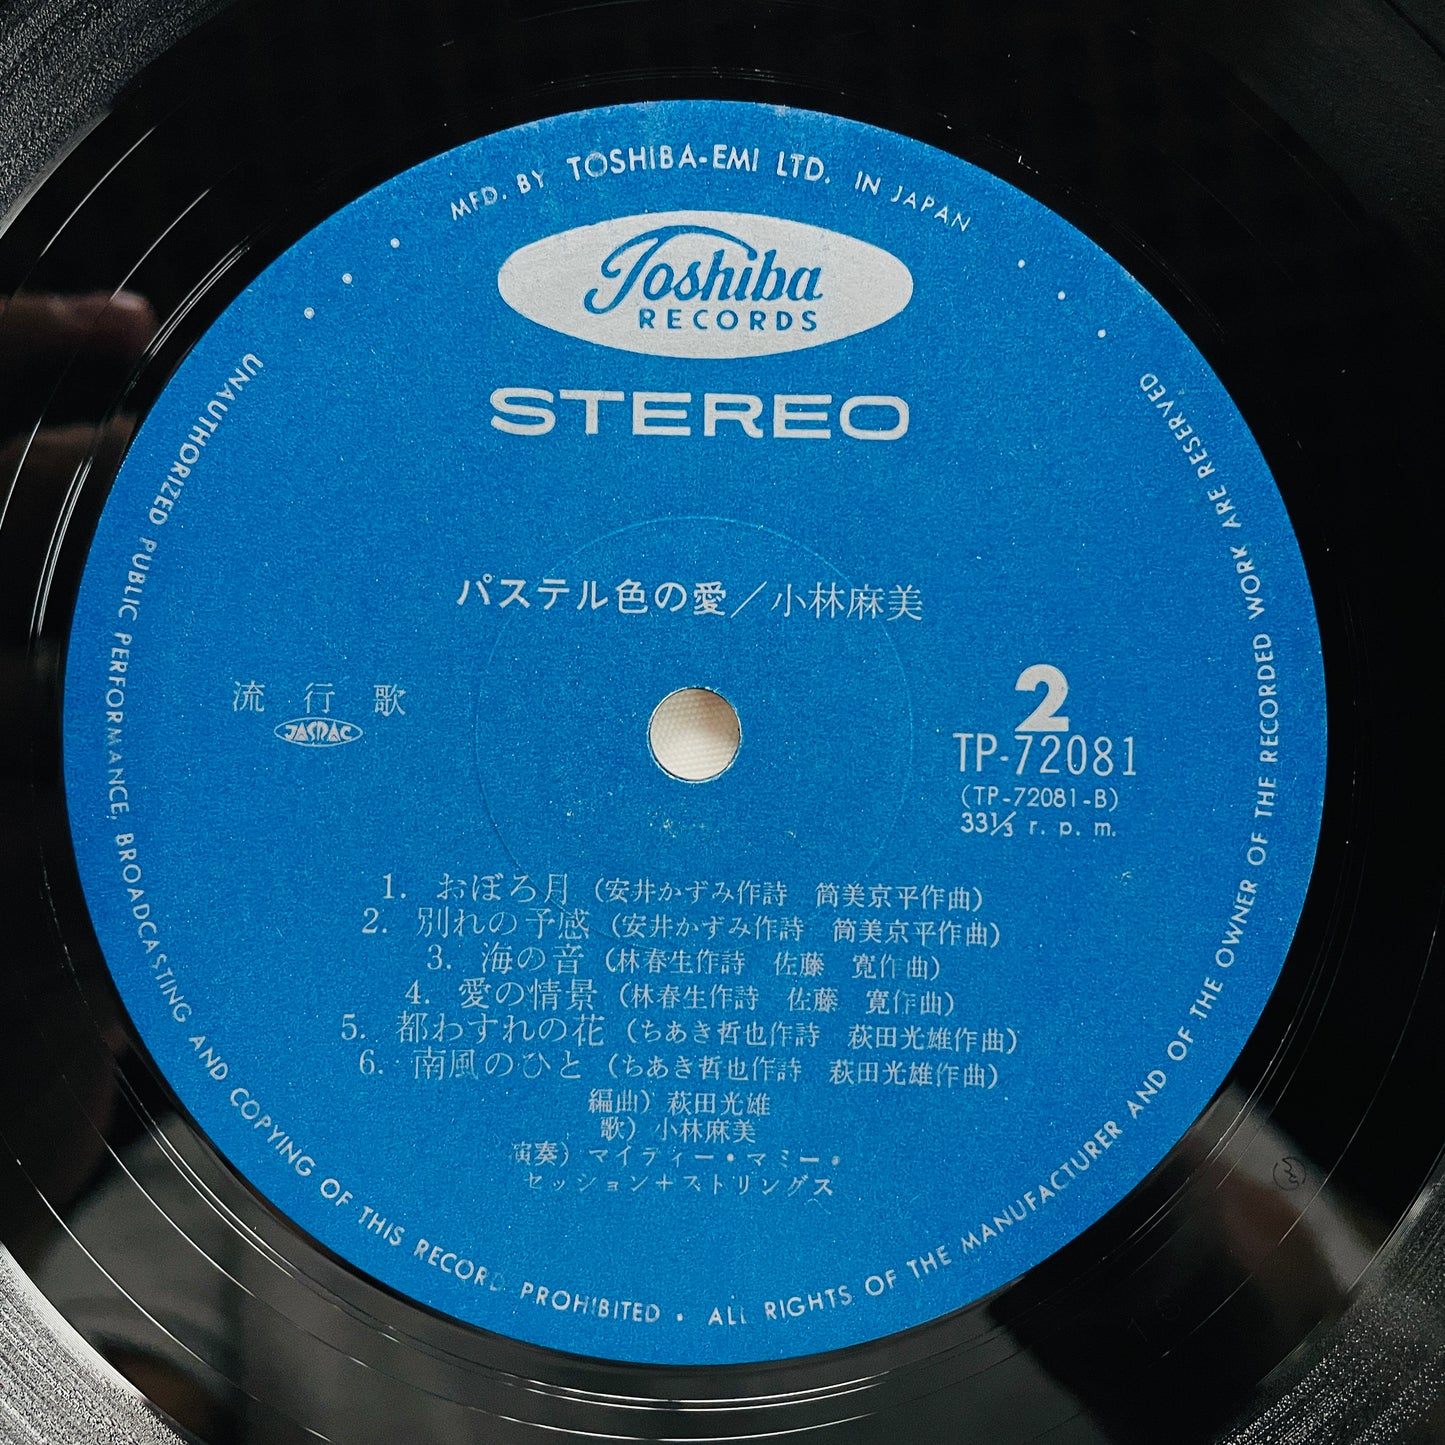 MFD. BY TOSHIBA-EMI LTD. IN JAPAN
Toshiba
RECORDS
STEREO
パステル色の愛／小林麻美
流行歌
JASRAC
2
TP-72081
(TP-72081-B)
33⅓ r. p. m.
1. おぼろ月 (安井かずみ作詩 筒美京平作曲)
2. 別れの予感 (安井かずみ作詩 筒美京平作曲)
3. 海の音 (林春生作詩 佐藤 寛作曲)
4. 愛の情景 (林春生作詩 佐藤 寛作曲)
5. 都わすれの花 (ちあき哲也作詩 萩田光雄作曲)
6. 南風のひと (ちあき哲也作詩 萩田光雄作曲)
編曲) 萩田光雄
歌) 小林麻美
演奏) マイティー・マミー・
セッション＋ストリングス
UNAUTHORIZED PUBLIC PERFORMANCE, BROADCASTING AND COPYING OF THIS RECORD PROHIBITED • ALL RIGHTS OF THE MANUFACTURER AND OF THE OWNER OF THE RECORDED WORK ARE RESERVED